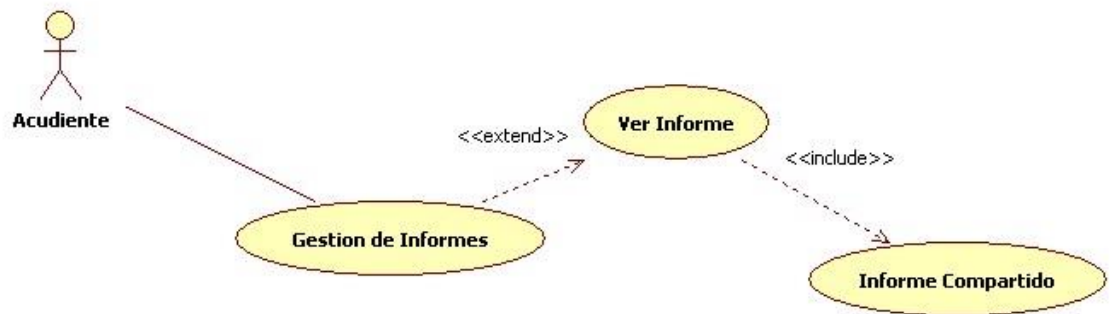 Acudiente
<<extend>>
Ver Informe
<<include>>
Gestion de Informes
Informe Compartido